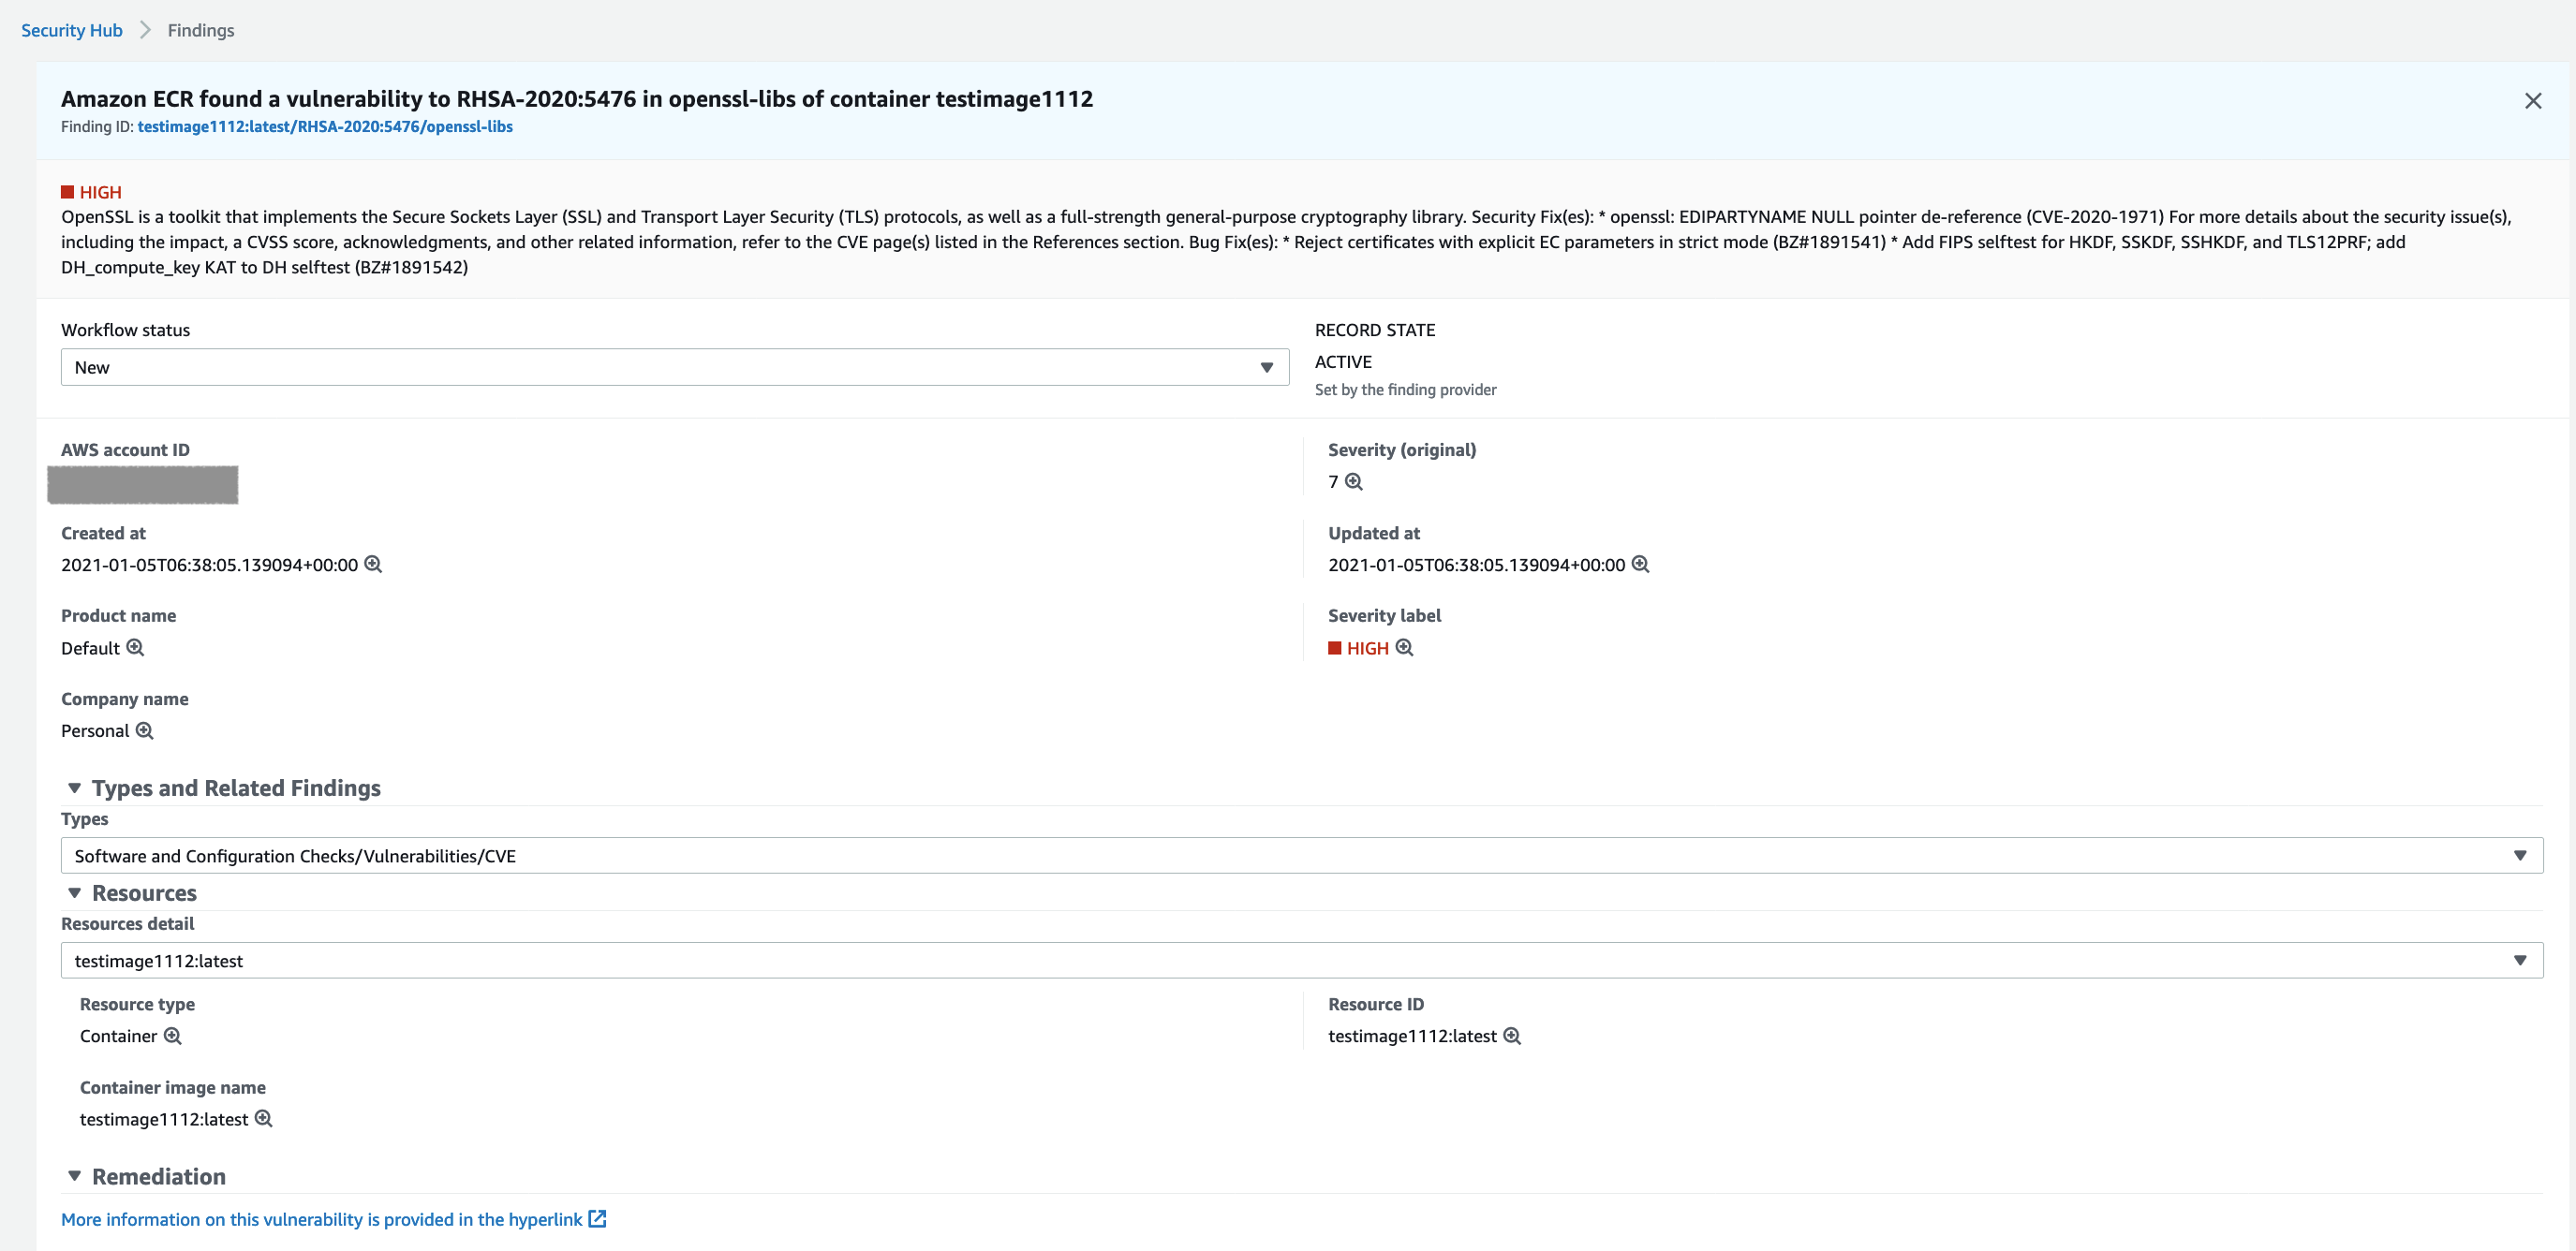 Security Hub
Findings
Amazon ECR found a vulnerability to RHSA-2020:5476 in openssl-libs of container testimage1112
Finding ID: testimage1112:latest/RHSA-2020:5476/openssl-libs
HIGH
OpenSSL is a toolkit that implements the Secure Sockets Layer (SSL) and Transport Layer Security (TLS) protocols, as well as a full-strength general-purpose cryptography library. Security Fix(es): * openssl: EDIPARTYNAME NULL pointer de-reference (CVE-2020-1971) For more details about the security issue(s),
including the impact, a CVSS score, acknowledgments, and other related information, refer to the CVE page(s) listed in the References section. Bug Fix(es): * Reject certificates with explicit EC parameters in strict mode (BZ#1891541) * Add FIPS selftest for HKDF, SSKDF, SSHKDF, and TLS12PRF; add
DH_compute_key KAT to DH selftest (BZ#1891542)
Workflow status
New
RECORD STATE
ACTIVE
Set by the finding provider
AWS account ID
Severity (original)
7
Created at
2021-01-05T06:38:05.139094+00:00
Updated at
2021-01-05T06:38:05.139094+00:00
Product name
Default
Severity label
HIGH
Company name
Personal
Types and Related Findings
Types
Software and Configuration Checks/Vulnerabilities/CVE
Resources
Resources detail
testimage1112:latest
Resource type
Container
Resource ID
testimage1112:latest
Container image name
testimage1112:latest
Remediation
More information on this vulnerability is provided in the hyperlink